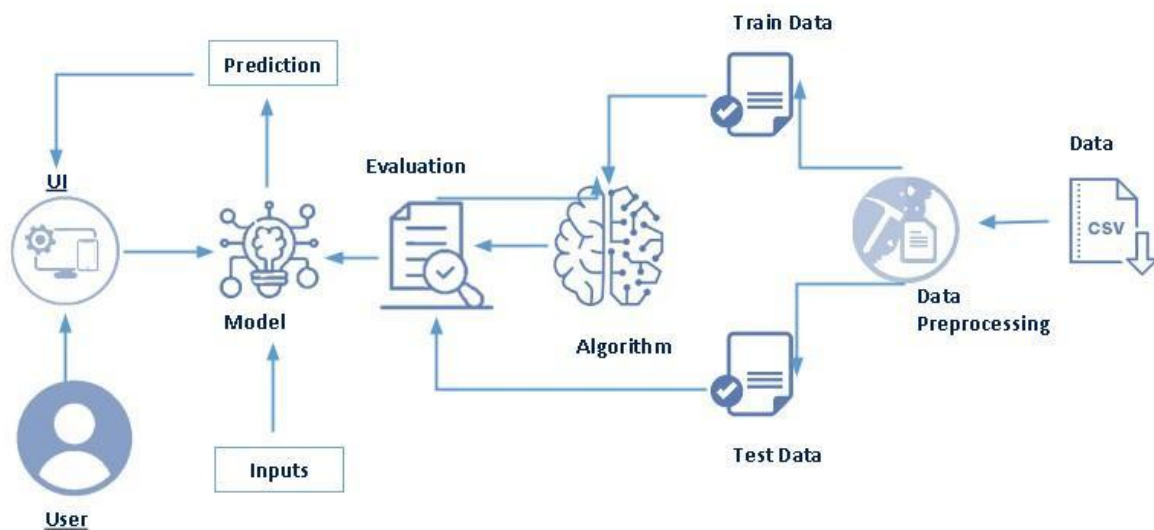 Train Data
Prediction
Data
Evaluation
UI
CSV
Model
Data
Preprocessing
Algorithm
Inputs
Test Data
User